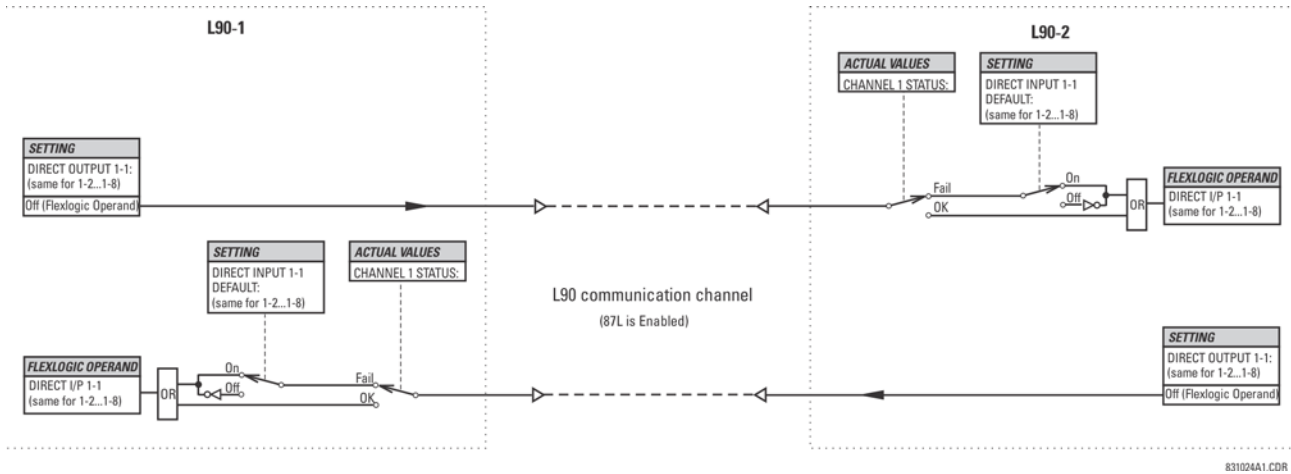 L90-1
L90-2
ACTUAL VALUES
CHANNEL 1 STATUS:
SETTING
DIRECT INPUT 1-1
DEFAULT:
(same for 1-2...1-8)
SETTING
DIRECT OUTPUT 1-1:
(same for 1-2...1-8)
Off (Flexlogic Operand)
Fail
OK
On
Off
OR
FLEXLOGIC OPERAND
DIRECT I/P 1-1
(same for 1-2...1-8)
SETTING
DIRECT INPUT 1-1
DEFAULT:
(same for 1-2...1-8)
ACTUAL VALUES
CHANNEL 1 STATUS:
L90 communication channel
(87L is Enabled)
FLEXLOGIC OPERAND
DIRECT I/P 1-1
(same for 1-2...1-8)
OR
On
Off
Fail
OK
SETTING
DIRECT OUTPUT 1-1:
(same for 1-2...1-8)
Off (Flexlogic Operand)
831024A1.CDR